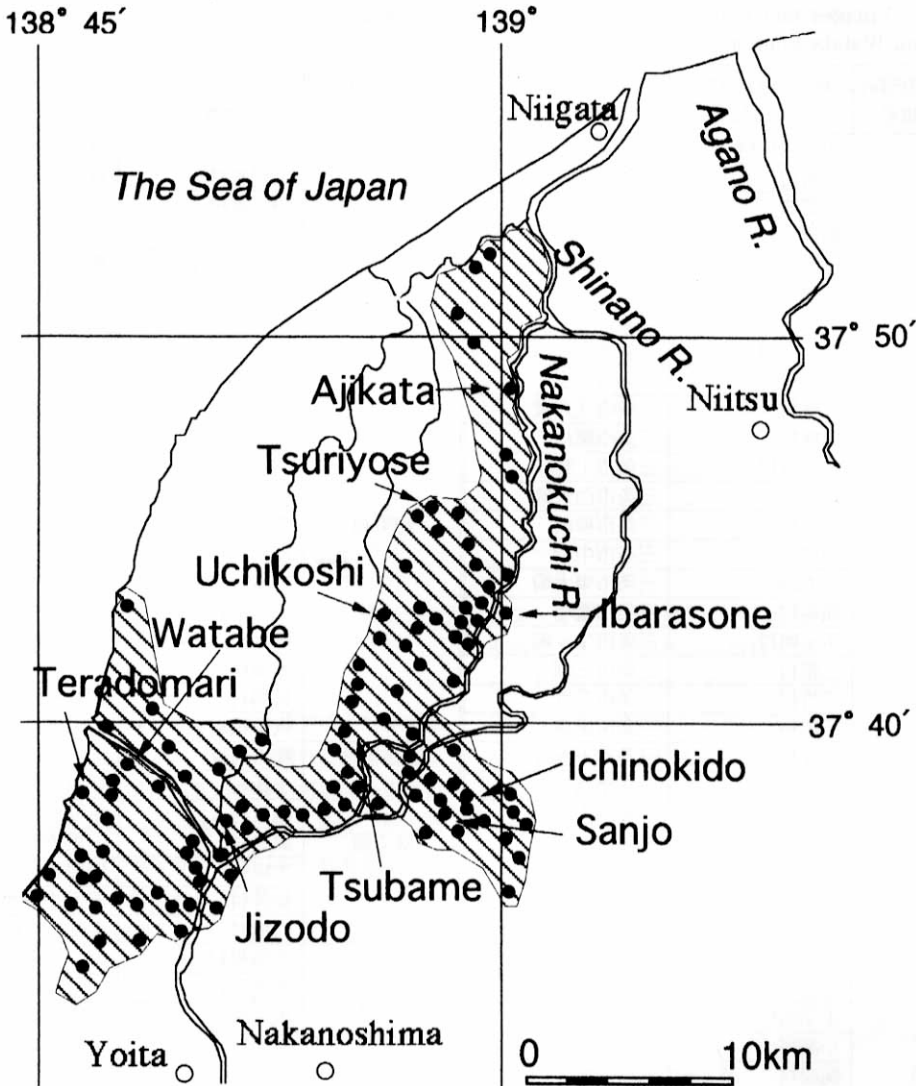 138° 45′
139°
Niigata
Agano R.
The Sea of Japan
Shinano R.
37° 50′
Ajikata
Nakanokuchi R.
Niitsu
Tsuriyose
Uchikoshi
Ibarasone
Watabe
Teradomari
37° 40′
Ichinokido
Sanjo
Tsubame
Jizodo
Nakanoshima
Yoita
0 10km